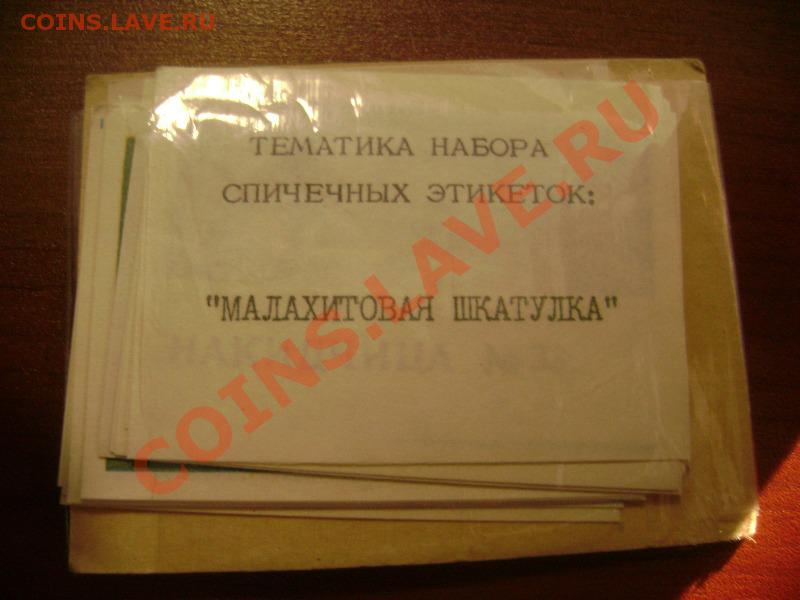 COINS.LAVE.RU
ТЕМАТИКА НАБОРА
СПИЧЕЧНЫХ ЭТИКЕТОК:
"МАЛАХИТОВАЯ ШКАТУЛКА"
COINS.LAVE.RU